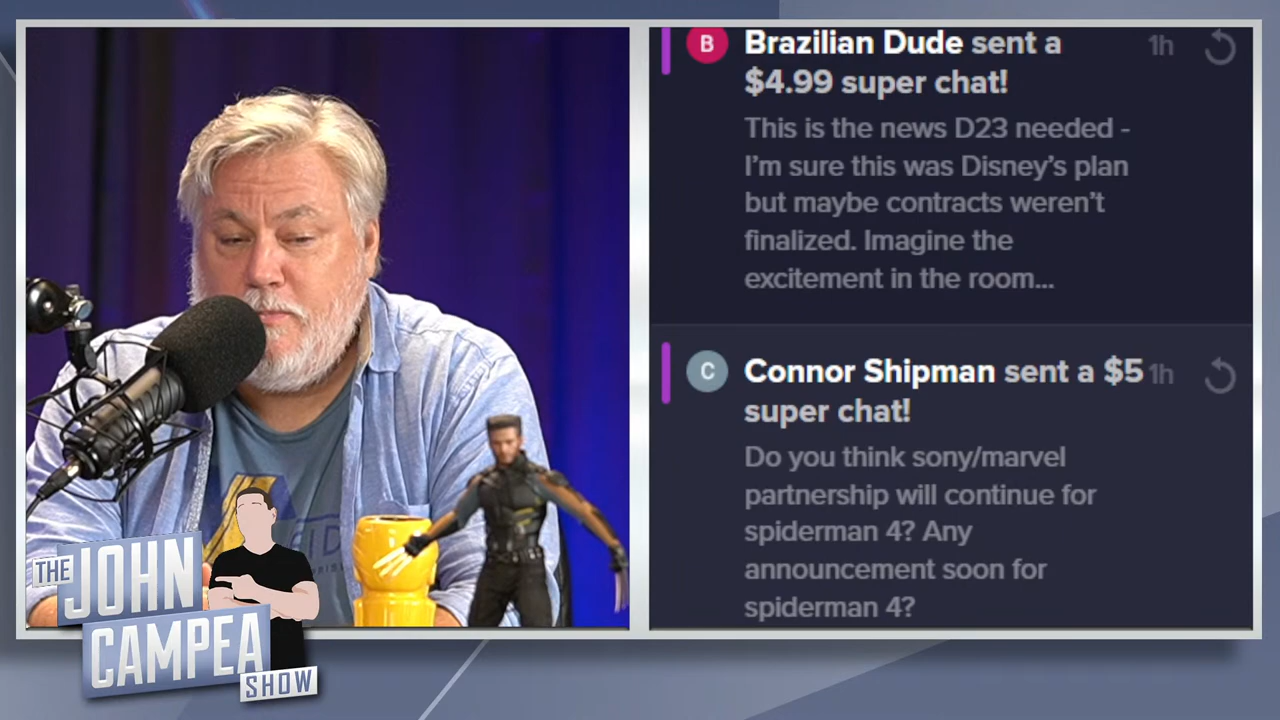 B
Brazilian Dude sent a
1h
$4.99 super chat!
This is the news D23 needed -
I’m sure this was Disney’s plan
but maybe contracts weren’t
finalized. Imagine the
excitement in the room...
C
Connor Shipman sent a $5
1h
super chat!
Do you think sony/marvel
partnership will continue for
spiderman 4? Any
announcement soon for
spiderman 4?
THE
JOHN
CAMPEA
SHOW